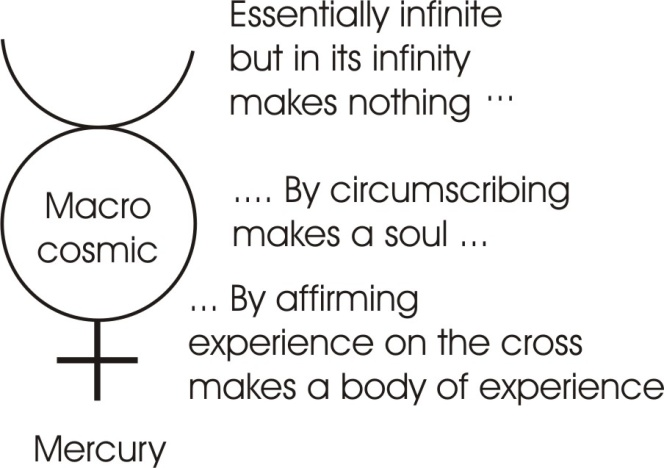 Essentially infinite
but in its infinity
makes nothing ...
Macro
cosmic
.... By circumscribing
makes a soul ...
... By affirming
experience on the cross
makes a body of experience
Mercury